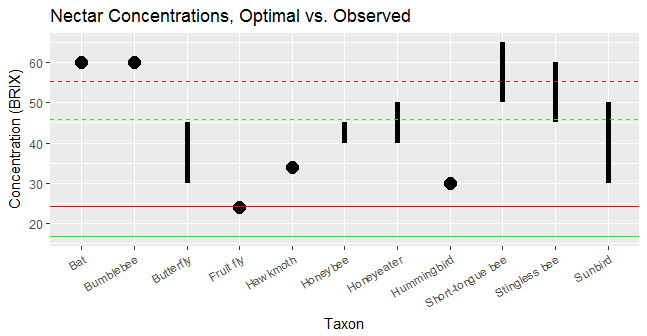 Nectar Concentrations, Optimal vs. Observed
Concentration (BRIX)
60
50
40
30
20
Bat
Bumblebee
Butterfly
Fruit fly
Hawkmoth
Honeybee
Honeyeater
Hummingbird
Short-tongue bee
Stingless bee
Sunbird
Taxon